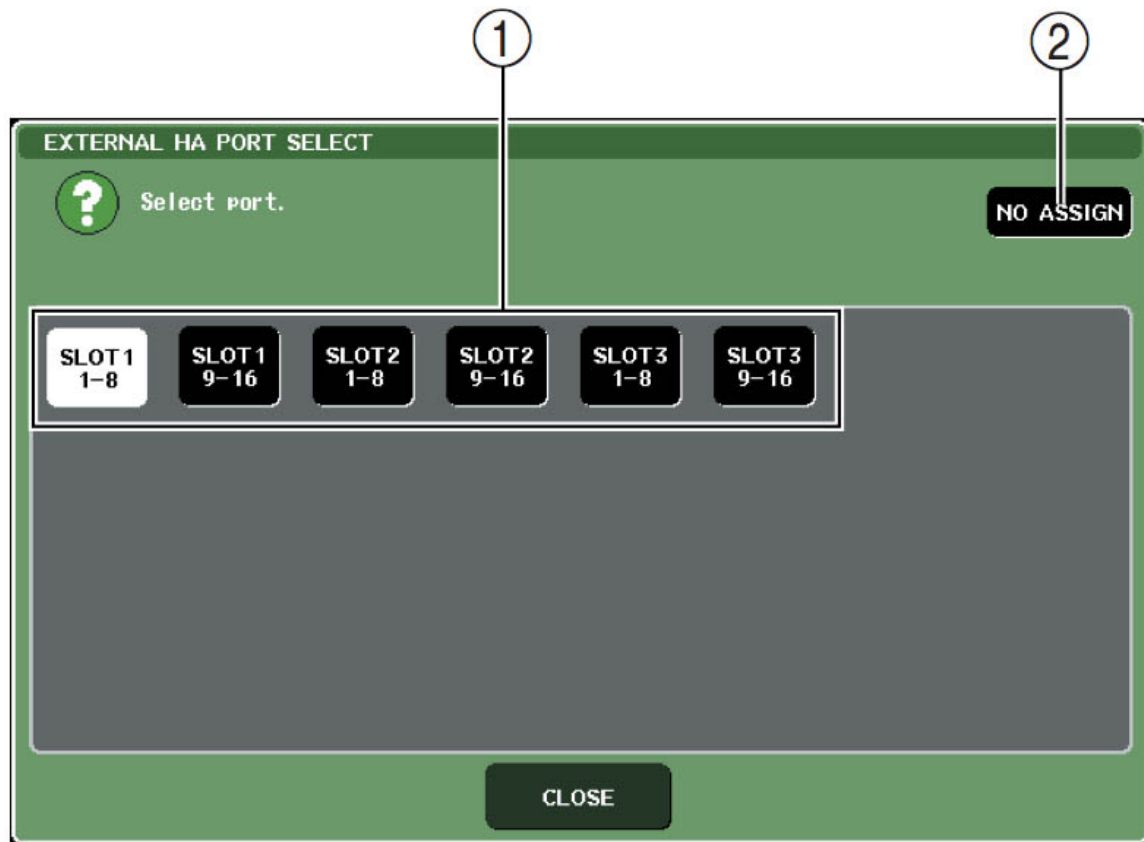 ① ②
EXTERNAL HA PORT SELECT
?
Select port.
NO ASSIGN
SLOT1
1-8
SLOT1
9-16
SLOT2
1-8
SLOT2
9-16
SLOT3
1-8
SLOT3
9-16
CLOSE